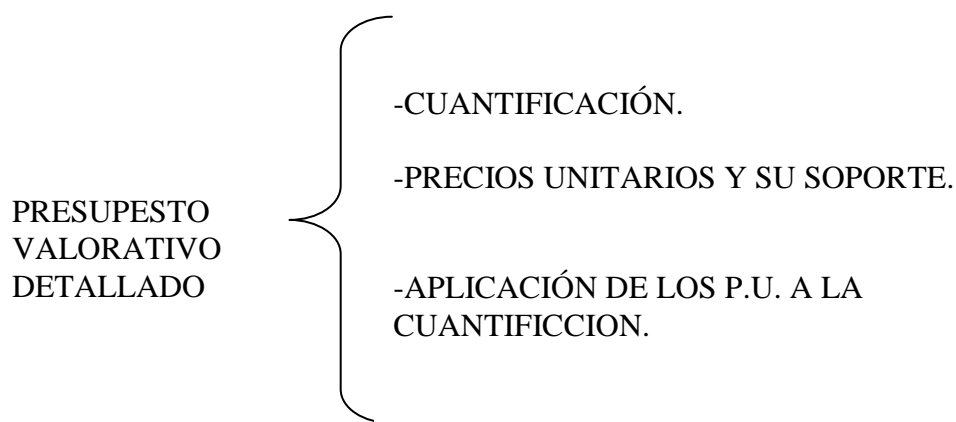 PRESUPESTO
VALORATIVO
DETALLADO
-CUANTIFICACIÓN.
-PRECIOS UNITARIOS Y SU SOPORTE.
-APLICACIÓN DE LOS P.U. A LA
CUANTIFICCION.